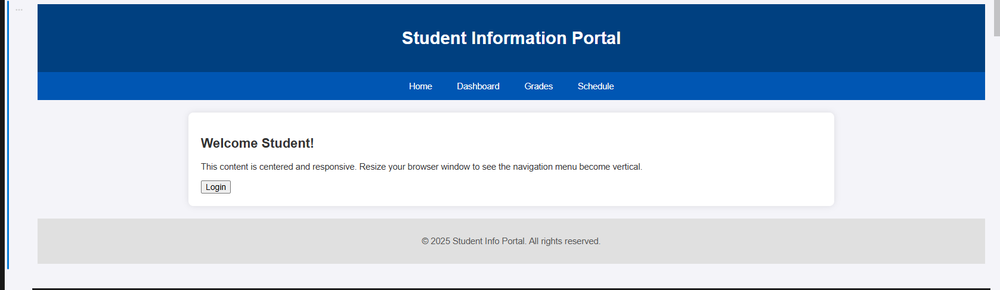 Student Information Portal
Home Dashboard Grades Schedule
Welcome Student!
This content is centered and responsive. Resize your browser window to see the navigation menu become vertical.
Login
© 2025 Student Info Portal. All rights reserved.